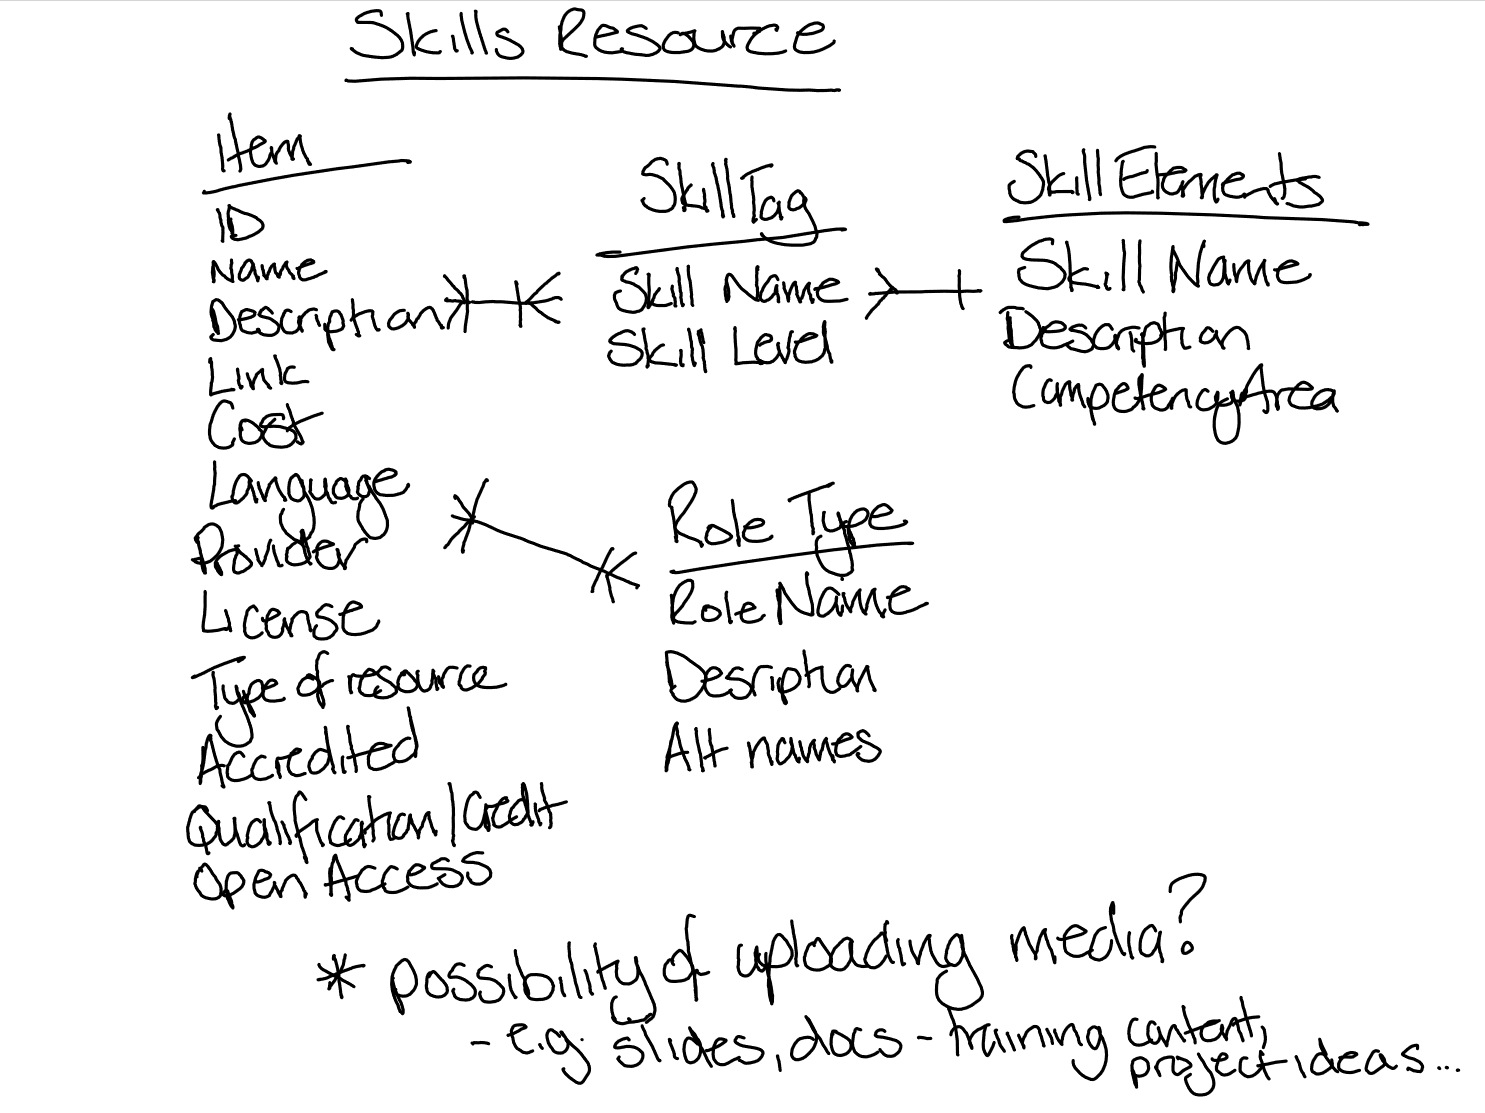 Skills Resource
Item
ID
Name
Description
Link
Cost
Language
Provider
License
Type of resource
Accredited
Qualification/Credit
Open Access
SkillTag
Skill Name
Skill Level
Skill Elements
Skill Name
Description
CompetencyArea
Role Type
Role Name
Desription
Alt names
* possibility of uploading media?
- e.g. slides, docs - training content,
project ideas...